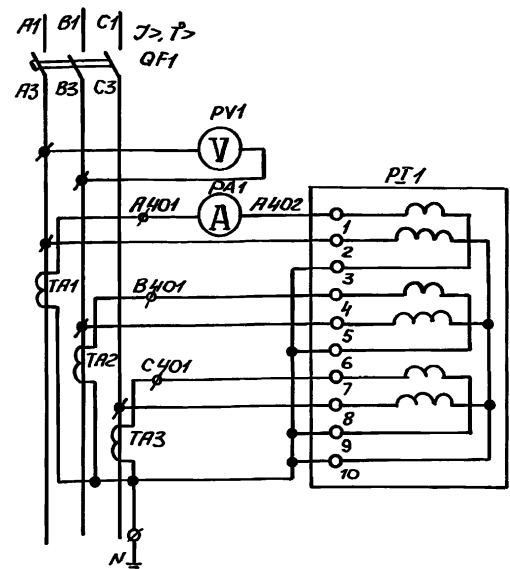 A1 B1 C1
I>, T°>
QF1
A3 B3 C3
PV1
V
PA1
A
A401
A402
PI1
1
2
TA1
3
B401
4
5
TA2
6
C401
7
8
TA3
9
10
N